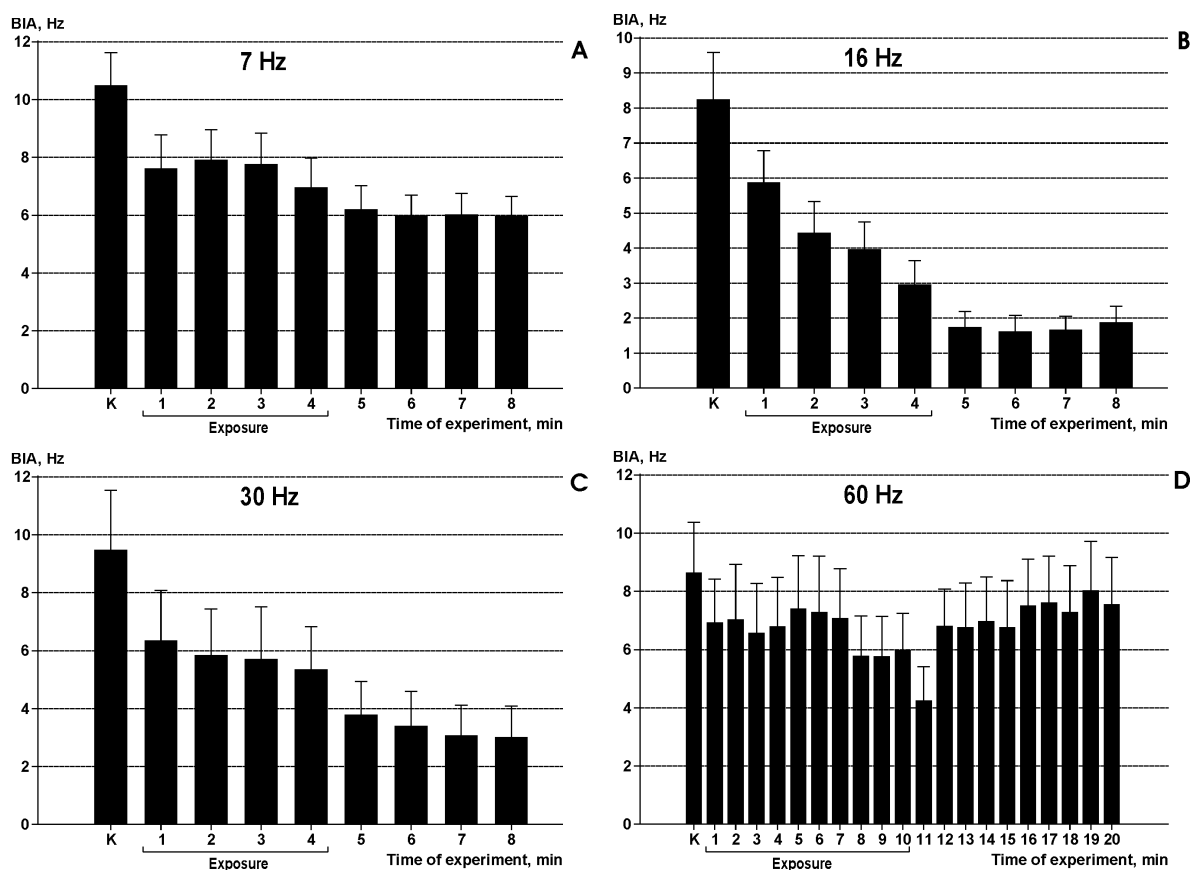 BIA, Hz
7 Hz
A
12
10
8
6
4
2
0
K 1 2 3 4 5 6 7 8
Exposure
Time of experiment, min
BIA, Hz
16 Hz
B
10
9
8
7
6
5
4
3
2
1
0
K 1 2 3 4 5 6 7 8
Exposure
Time of experiment, min
BIA, Hz
30 Hz
C
12
10
8
6
4
2
0
K 1 2 3 4 5 6 7 8
Exposure
Time of experiment, min
BIA, Hz
60 Hz
D
12
10
8
6
4
2
0
K 1 2 3 4 5 6 7 8 9 10 11 12 13 14 15 16 17 18 19 20
Exposure
Time of experiment, min